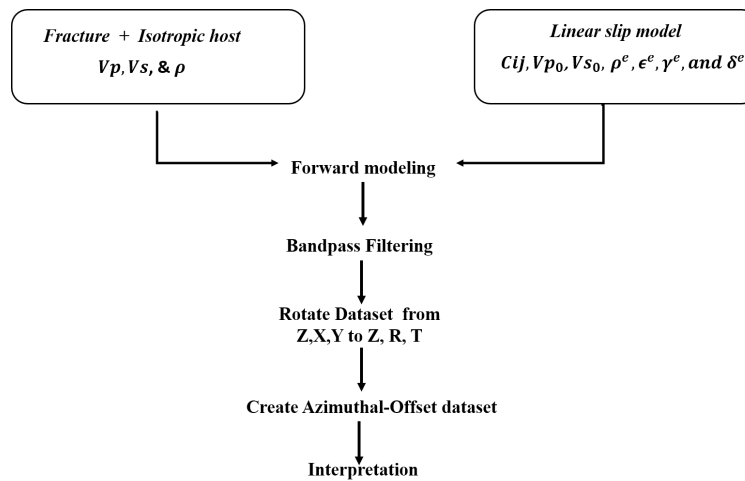 Fracture + Isotropic host
Vp,Vs, & ρ
Linear slip model
Cij, Vp₀, Vs₀, ρᵉ, ϵᵉ, γᵉ, and δᵉ
Forward modeling
Bandpass Filtering
Rotate Dataset from
Z,X,Y to Z, R, T
Create Azimuthal-Offset dataset
Interpretation